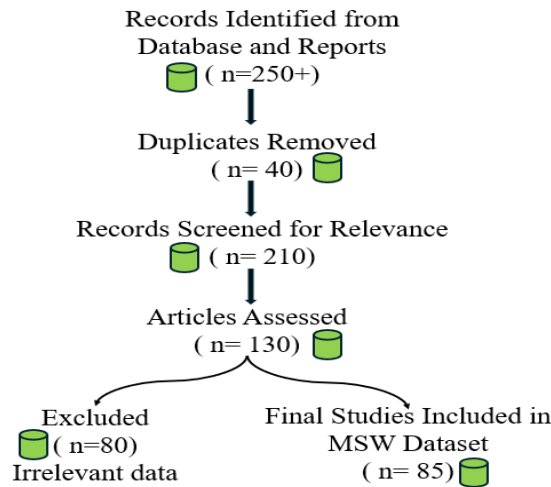 Records Identified from
Database and Reports
( n=250+)
Duplicates Removed
( n= 40)
Records Screened for Relevance
( n= 210)
Articles Assessed
( n= 130)
Excluded
( n=80)
Irrelevant data
Final Studies Included in
MSW Dataset
( n= 85)